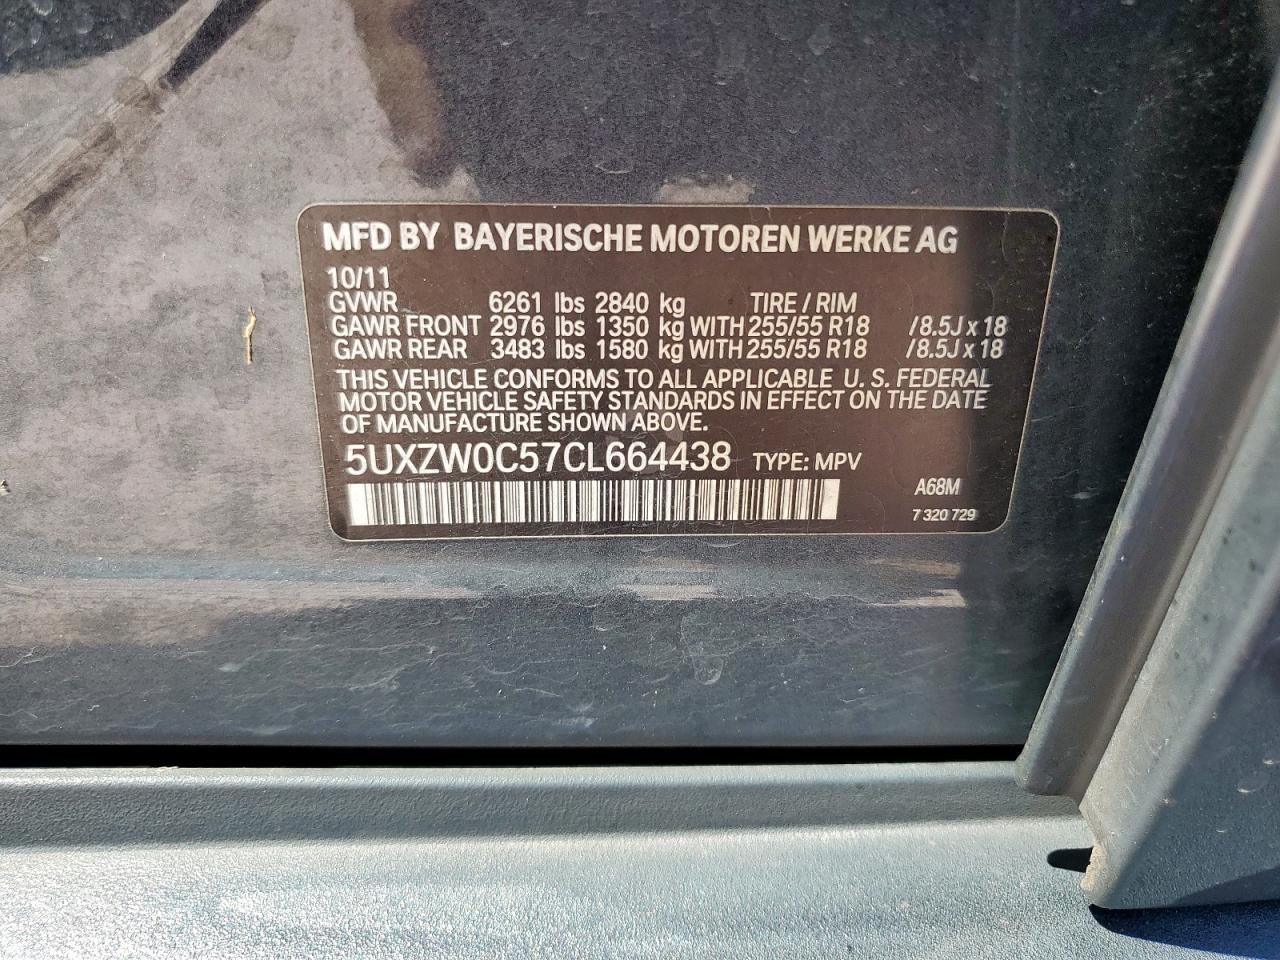 MFD BY BAYERISCHE MOTOREN WERKE AG
10/11
GVWR 6261 lbs 2840 kg TIRE / RIM
GAWR FRONT 2976 lbs 1350 kg WITH 255/55 R18 /8.5J x 18
GAWR REAR 3483 lbs 1580 kg WITH 255/55 R18 /8.5J x 18
THIS VEHICLE CONFORMS TO ALL APPLICABLE U. S. FEDERAL
MOTOR VEHICLE SAFETY STANDARDS IN EFFECT ON THE DATE
OF MANUFACTURE SHOWN ABOVE.
5UXZW0C57CL664438 TYPE: MPV
A68M
7 320 729